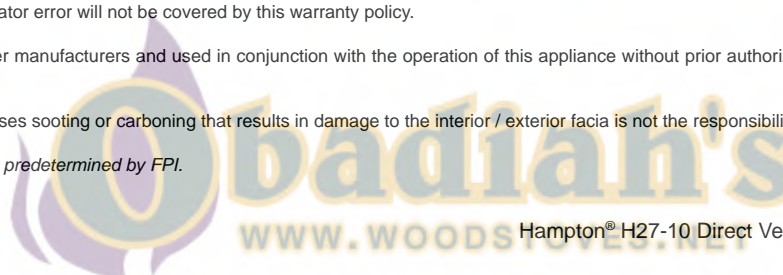 ator error will not be covered by this warranty policy.
er manufacturers and used in conjunction with the operation of this appliance without prior authori
ses sooting or carboning that results in damage to the interior / exterior facia is not the responsibili
predetermined by FPI.
Obadiah's
WWW.WOODSTOVES.NET
Hampton® H27-10 Direct Ve